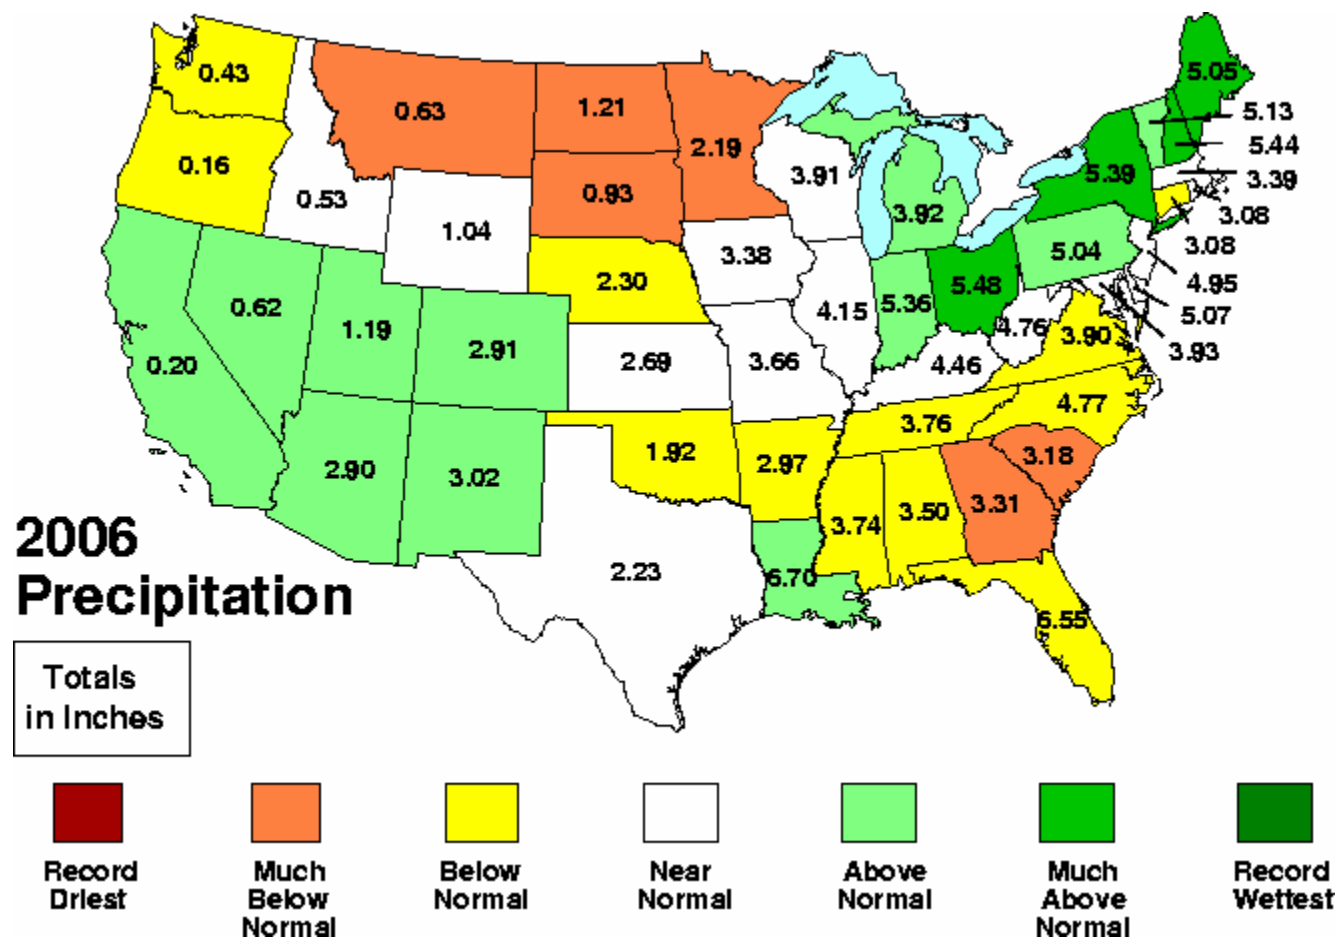 5.05
0.43
0.63
1.21
5.13
2.19
5.44
0.16
3.91
5.39
3.39
0.53
0.93
3.92
3.08
1.04
3.08
3.38
5.04
4.95
0.62
2.30
5.48
5.36
4.15
5.07
1.19
4.76
3.90
2.91
3.93
0.20
2.69
3.66
4.46
4.77
3.76
2.90
3.02
1.92
2.97
3.18
3.31
3.50
3.74
2006
Precipitation
2.23
6.70
6.55
Totals
in Inches
Record
Driest
Much
Below
Normal
Below
Normal
Near
Normal
Above
Normal
Much
Above
Normal
Record
Wettest